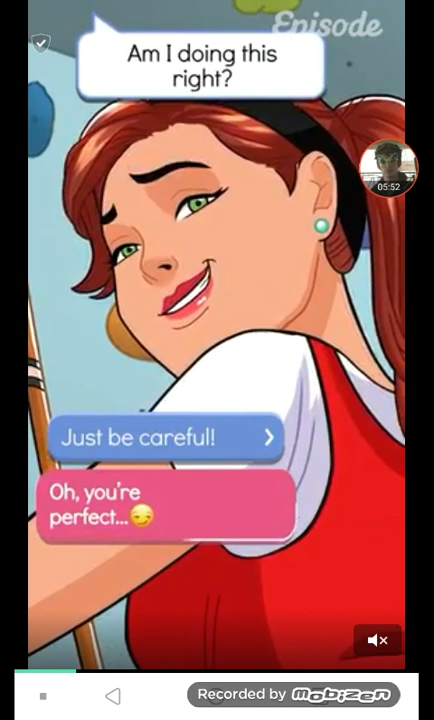 Episode
Am I doing this
right?
05:52
Just be careful!
Oh, you're
perfect...😏
Recorded by mobizen